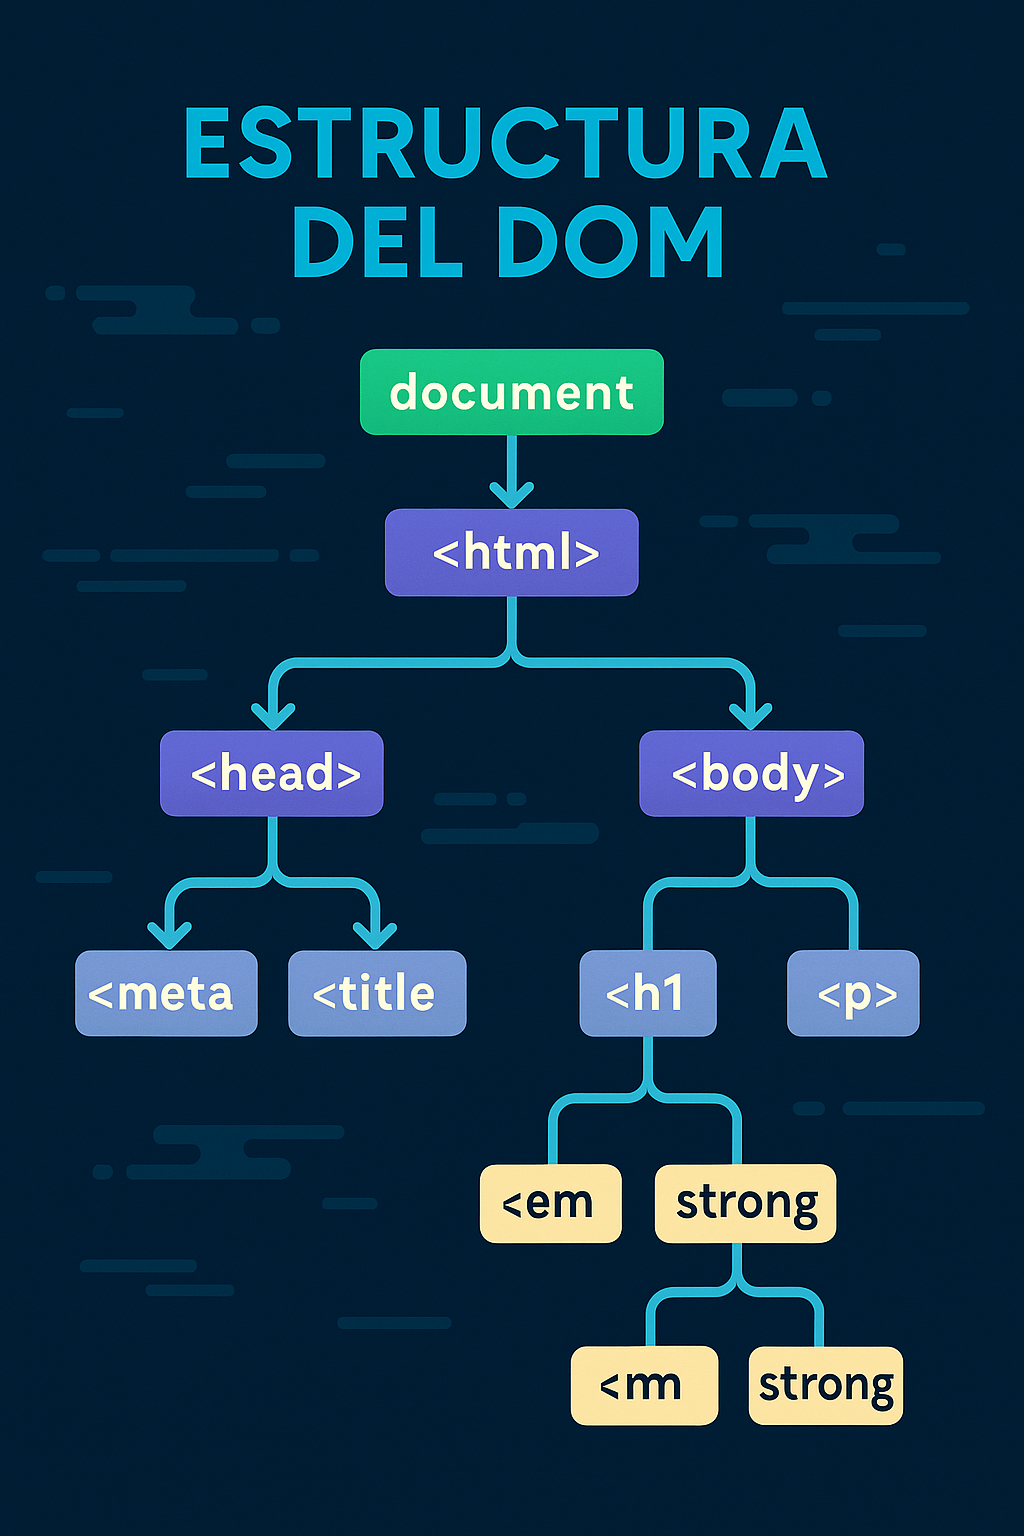 ESTRUCTURA
DEL DOM
document
<html>
<head>
<body>
<meta
<title
<h1
<p>
<em
strong
strong